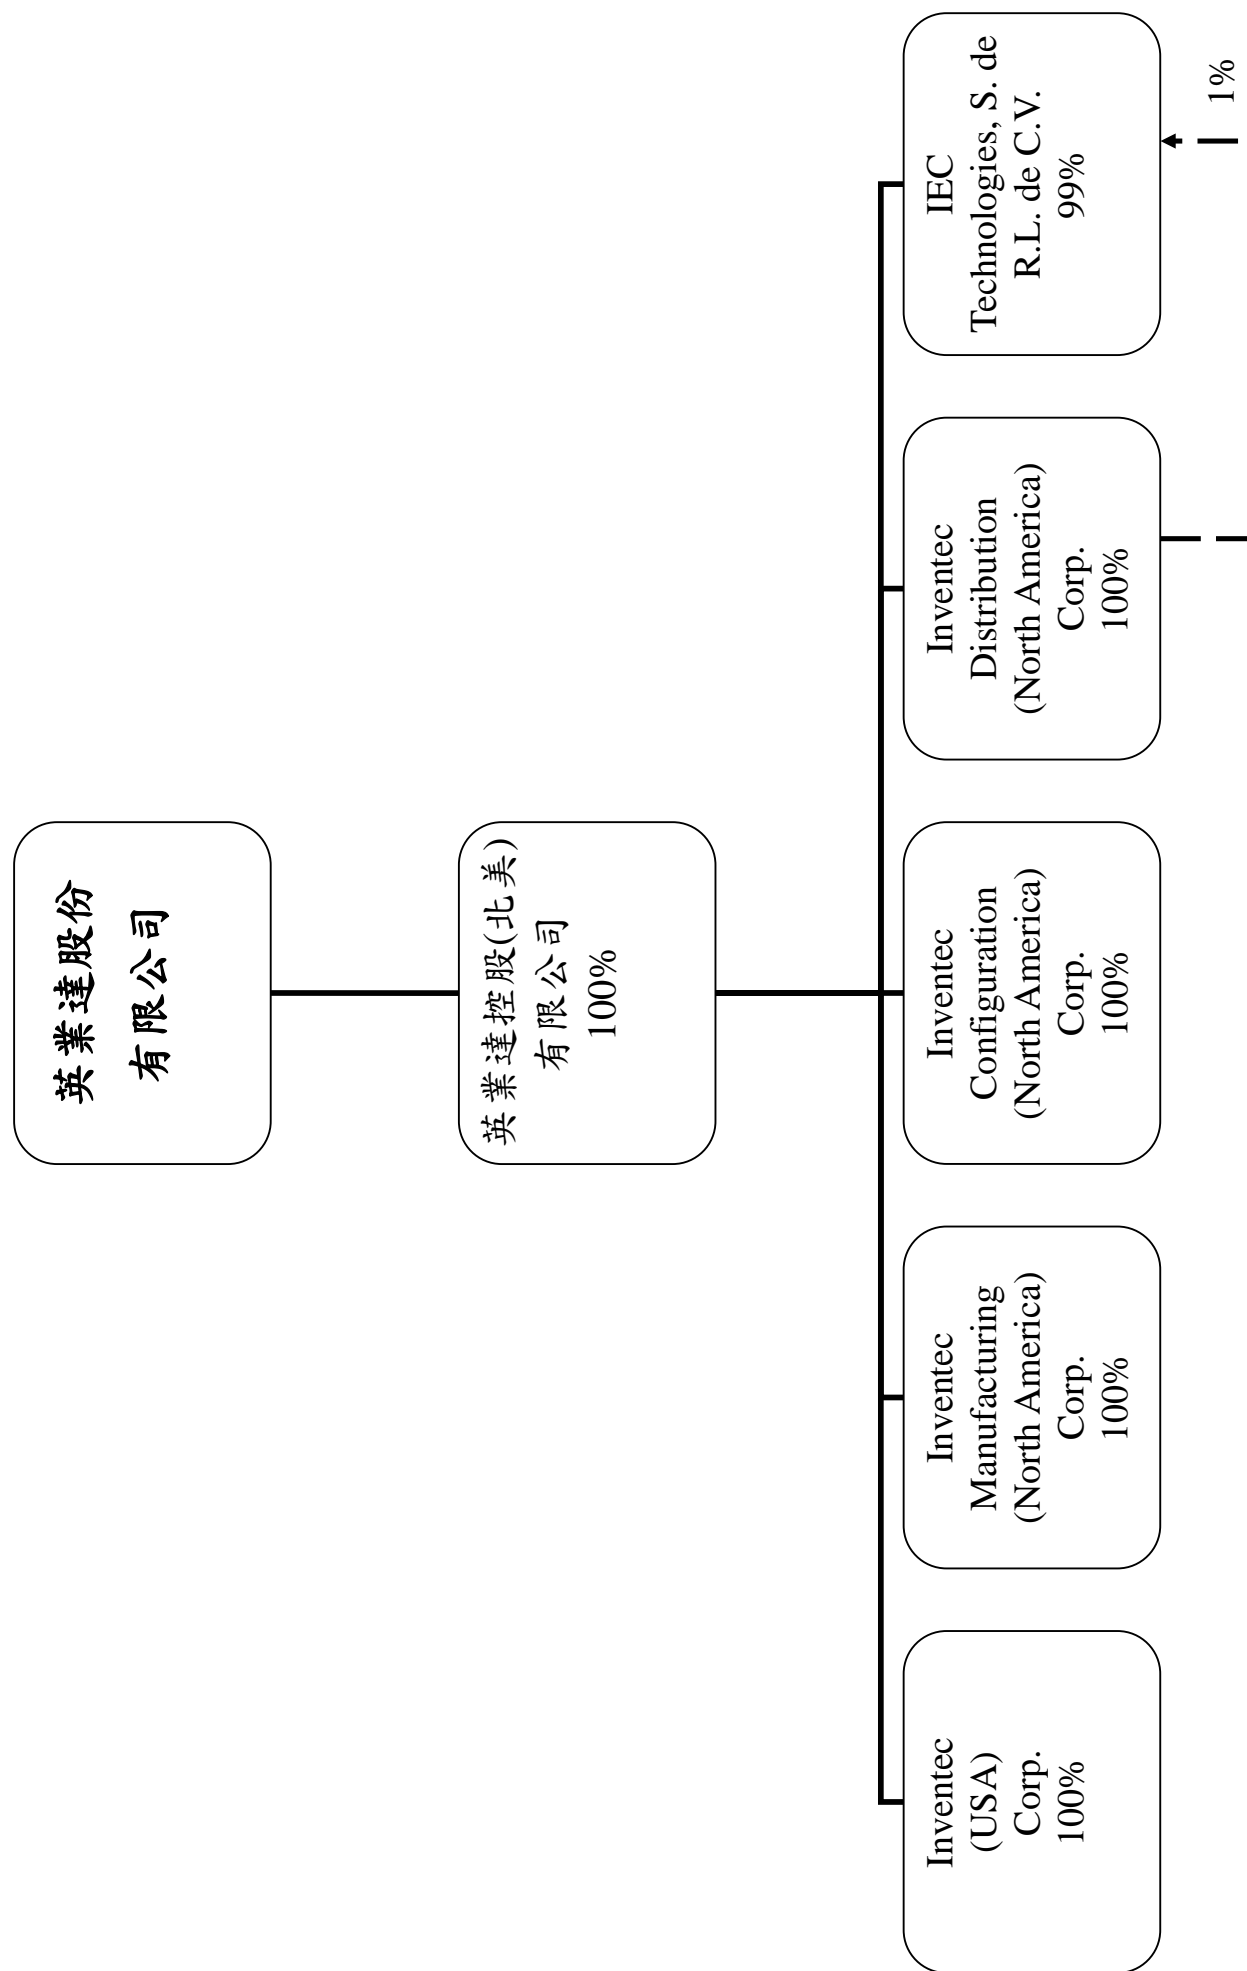 英業達股份
有限公司
英業達控股(北美)
有限公司
100%
Inventec
(USA)
Corp.
100%
Inventec
Manufacturing
(North America)
Corp.
100%
Inventec
Configuration
(North America)
Corp.
100%
Inventec
Distribution
(North America)
Corp.
100%
IEC
Technologies, S. de
R.L. de C.V.
99%
1%